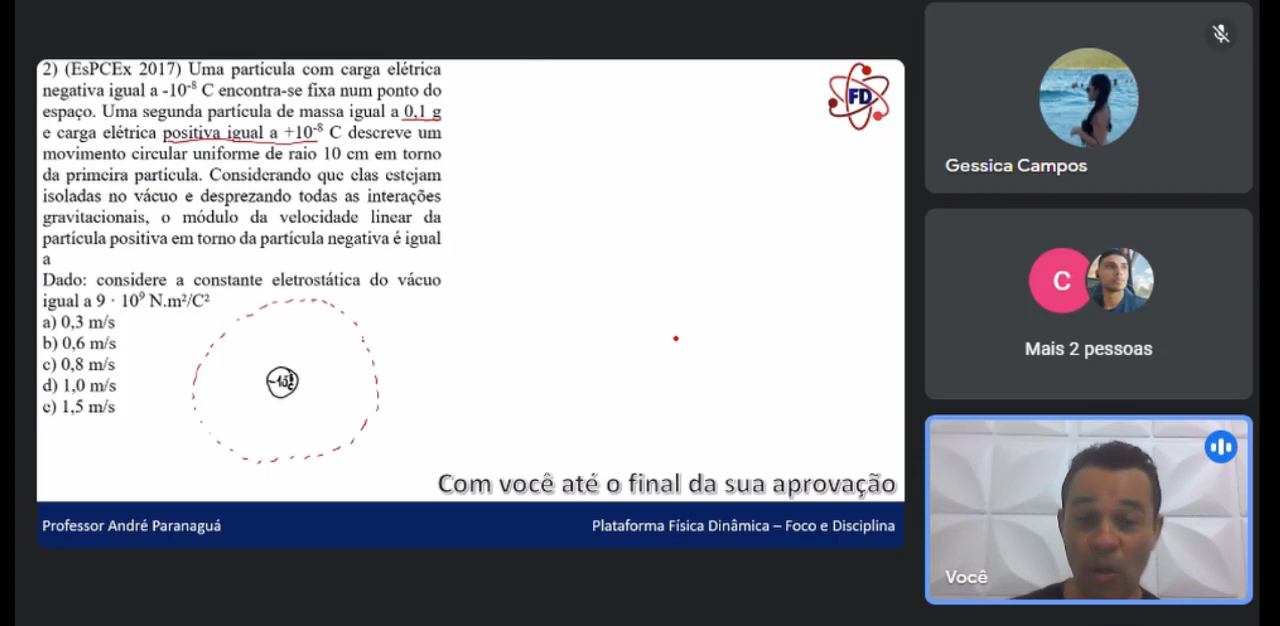 2) (EsPCEx 2017) Uma partícula com carga elétrica
negativa igual a -10⁻⁸ C encontra-se fixa num ponto do
espaço. Uma segunda partícula de massa igual a 0,1 g
e carga elétrica positiva igual a +10⁻⁸ C descreve um
movimento circular uniforme de raio 10 cm em torno
da primeira partícula. Considerando que elas estejam
isoladas no vácuo e desprezando todas as interações
gravitacionais, o módulo da velocidade linear da
partícula positiva em torno da partícula negativa é igual
a
Dado: considere a constante eletrostática do vácuo
igual a 9 · 10⁹ N.m²/C²
a) 0,3 m/s
b) 0,6 m/s
c) 0,8 m/s
d) 1,0 m/s
e) 1,5 m/s
FD
Com você até o final da sua aprovação
Professor André Paranaguá
Plataforma Física Dinâmica – Foco e Disciplina
Gessica Campos
C
Mais 2 pessoas
Você